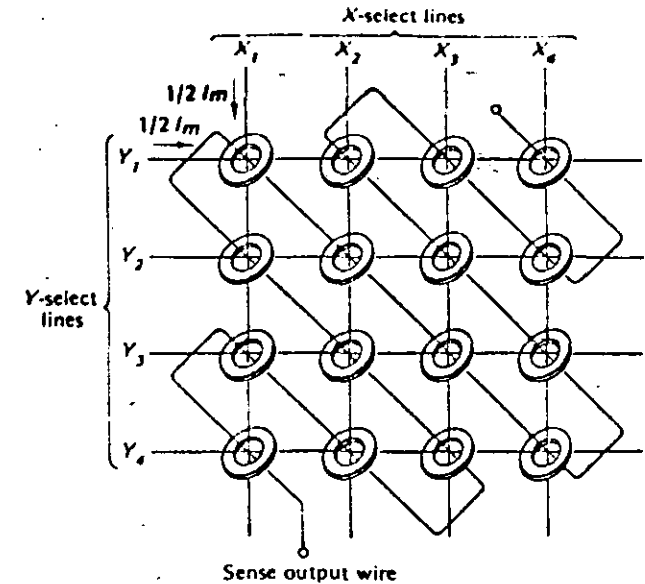 X-select lines
X1 X2 X3 X4
1/2 Im
1/2 Im
Y1
Y2
Y-select
lines
Y3
Y4
Sense output wire